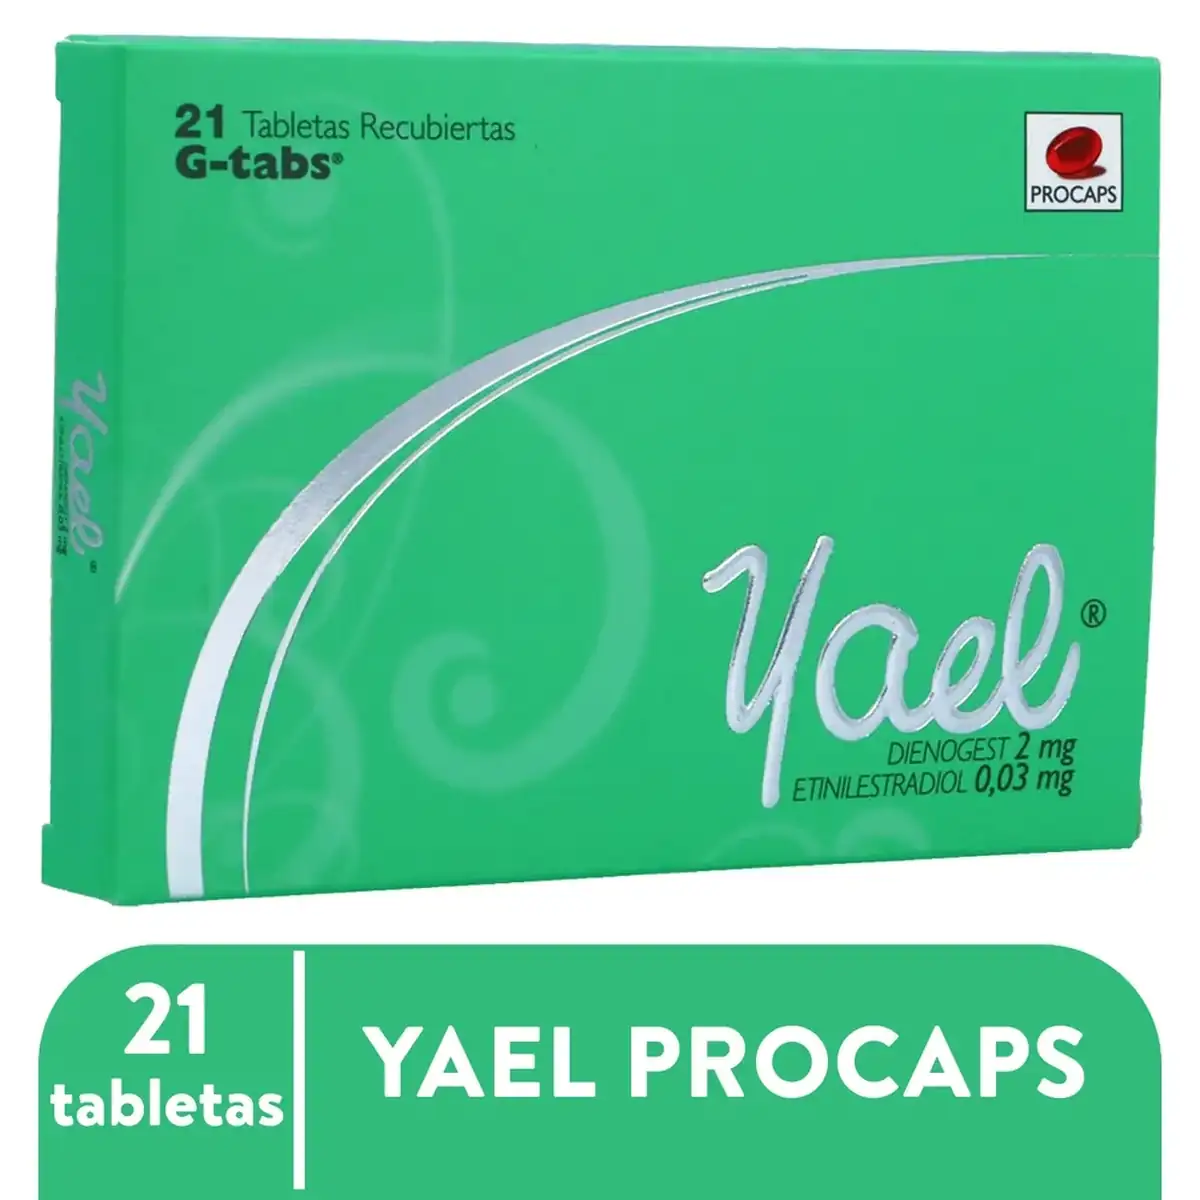 21 Tabletas Recubiertas
G-tabs®
PROCAPS
Yael®
Yael®
DIENOGEST 2 mg
ETINILESTRADIOL 0,03 mg
21
tabletas
YAEL PROCAPS